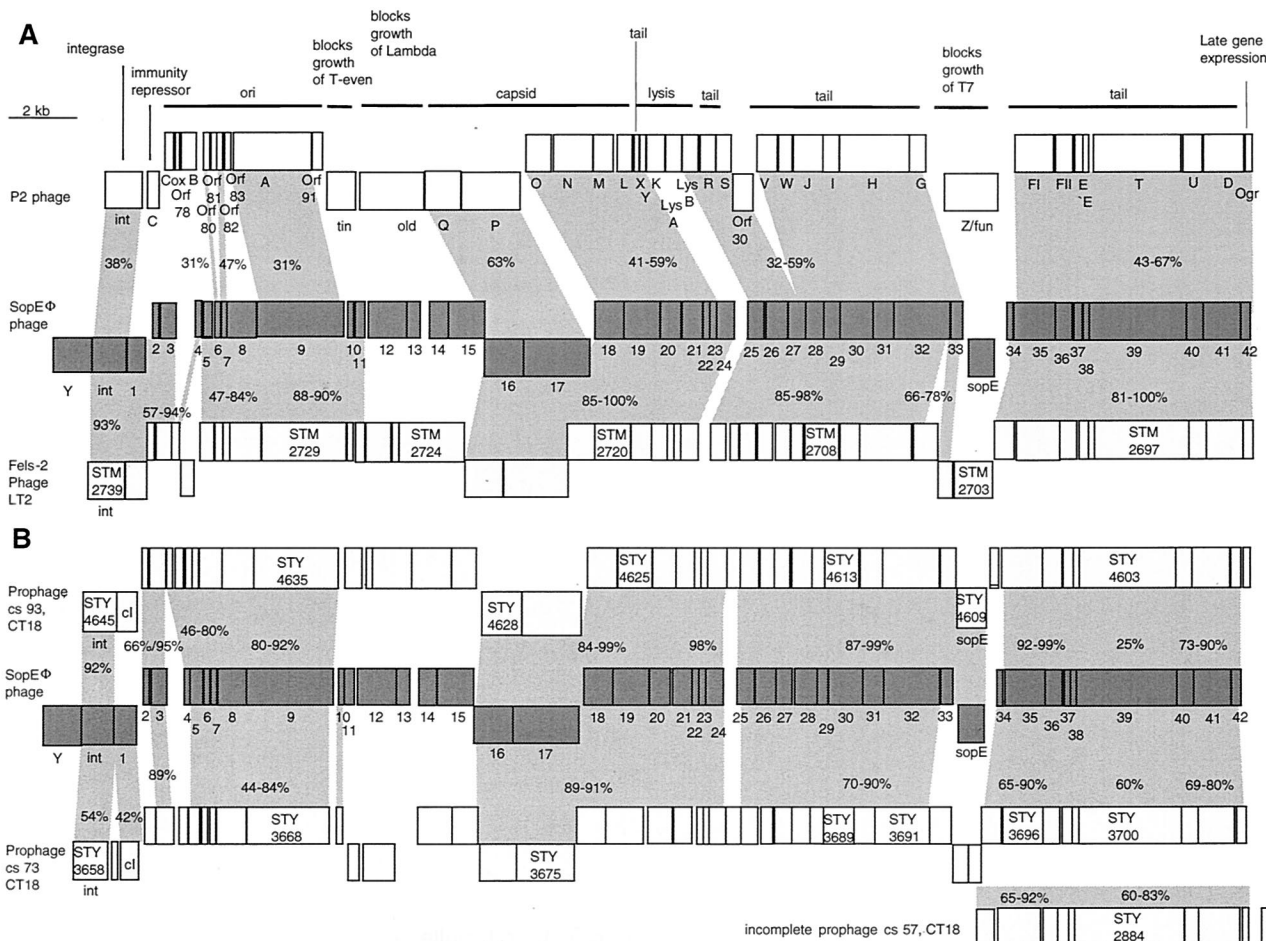 A
integrase
immunity
repressor
ori
blocks
growth
of T-even
blocks
growth
of Lambda
capsid
tail
lysis
tail
tail
blocks
growth
of T7
tail
Late gene
expression
2 kb
P2 phage
int
C
Cox B
Orf
78
Orf
81
Orf
80
Orf
83
Orf
82
A
Orf
91
tin
old
Q
P
O
N
M
L
X
Y
K
Lys
A
Lys
B
R
S
Orf
30
V
W
J
I
H
G
Z/fun
FI
FII
E
`E
T
U
D
Ogr
38%
31%
47%
31%
63%
41-59%
32-59%
43-67%
SopEΦ
phage
Y
int
1
2
3
4
5
6
7
8
9
10
11
12
13
14
15
16
17
18
19
20
21
22
23
24
25
26
27
28
29
30
31
32
33
sopE
34
35
36
37
38
39
40
41
42
93%
57-94%
47-84%
88-90%
85-100%
85-98%
66-78%
81-100%
Fels-2
Phage
LT2
STM
2739
int
STM
2729
STM
2724
STM
2720
STM
2708
STM
2703
STM
2697
B
Prophage
cs 93,
CT18
STY
4645
int
cI
STY
4635
STY
4628
STY
4625
STY
4613
STY
4609
sopE
STY
4603
92%
66%/95%
46-80%
80-92%
84-99%
98%
87-99%
92-99%
25%
73-90%
SopEΦ
phage
Y
int
1
2
3
4
5
6
7
8
9
10
11
12
13
14
15
16
17
18
19
20
21
22
23
24
25
26
27
28
29
30
31
32
33
sopE
34
35
36
37
38
39
40
41
42
54%
42%
89%
44-84%
89-91%
70-90%
65-90%
60%
69-80%
Prophage
cs 73
CT18
STY
3658
int
cI
STY
3668
STY
3675
STY
3689
STY
3691
STY
3696
STY
3700
65-92%
60-83%
incomplete prophage cs 57, CT18
STY
2884